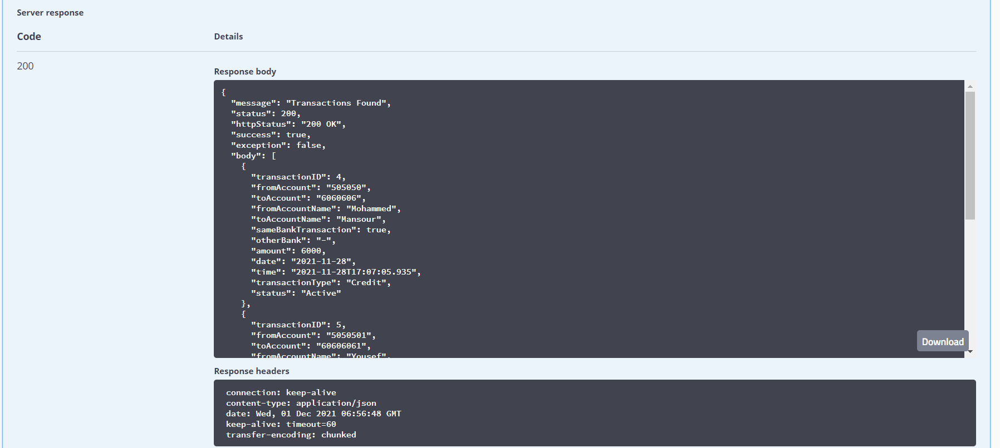 Server response
Code Details
200
Response body
{
  "message": "Transactions Found",
  "status": 200,
  "httpStatus": "200 OK",
  "success": true,
  "exception": false,
  "body": [
    {
      "transactionID": 4,
      "fromAccount": "505050",
      "toAccount": "6060606",
      "fromAccountName": "Mohammed",
      "toAccountName": "Mansour",
      "sameBankTransaction": true,
      "otherBank": "-",
      "amount": 6000,
      "date": "2021-11-28",
      "time": "2021-11-28T17:07:05.935",
      "transactionType": "Credit",
      "status": "Active"
    },
    {
      "transactionID": 5,
      "fromAccount": "5050501",
      "toAccount": "60606061",
      "fromAccountName": "Yousef",
Download
Response headers
connection: keep-alive
content-type: application/json
date: Wed, 01 Dec 2021 06:56:48 GMT
keep-alive: timeout=60
transfer-encoding: chunked